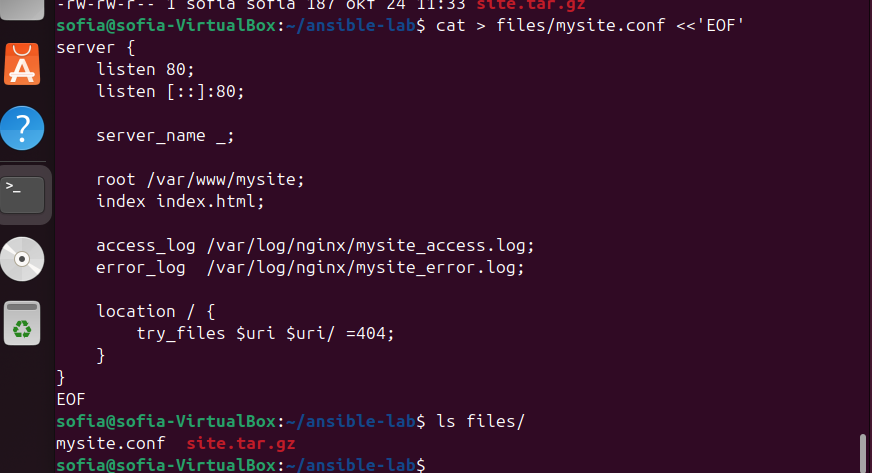 -rw-rw-r-- 1 sofia sofia 187 okt 24 11:33 site.tar.gz
sofia@sofia-VirtualBox:~/ansible-lab$ cat > files/mysite.conf <<'EOF'
server {
    listen 80;
    listen [::]:80;

    server_name _;

    root /var/www/mysite;
    index index.html;

    access_log /var/log/nginx/mysite_access.log;
    error_log  /var/log/nginx/mysite_error.log;

    location / {
        try_files $uri $uri/ =404;
    }
}
EOF
sofia@sofia-VirtualBox:~/ansible-lab$ ls files/
mysite.conf  site.tar.gz
sofia@sofia-VirtualBox:~/ansible-lab$